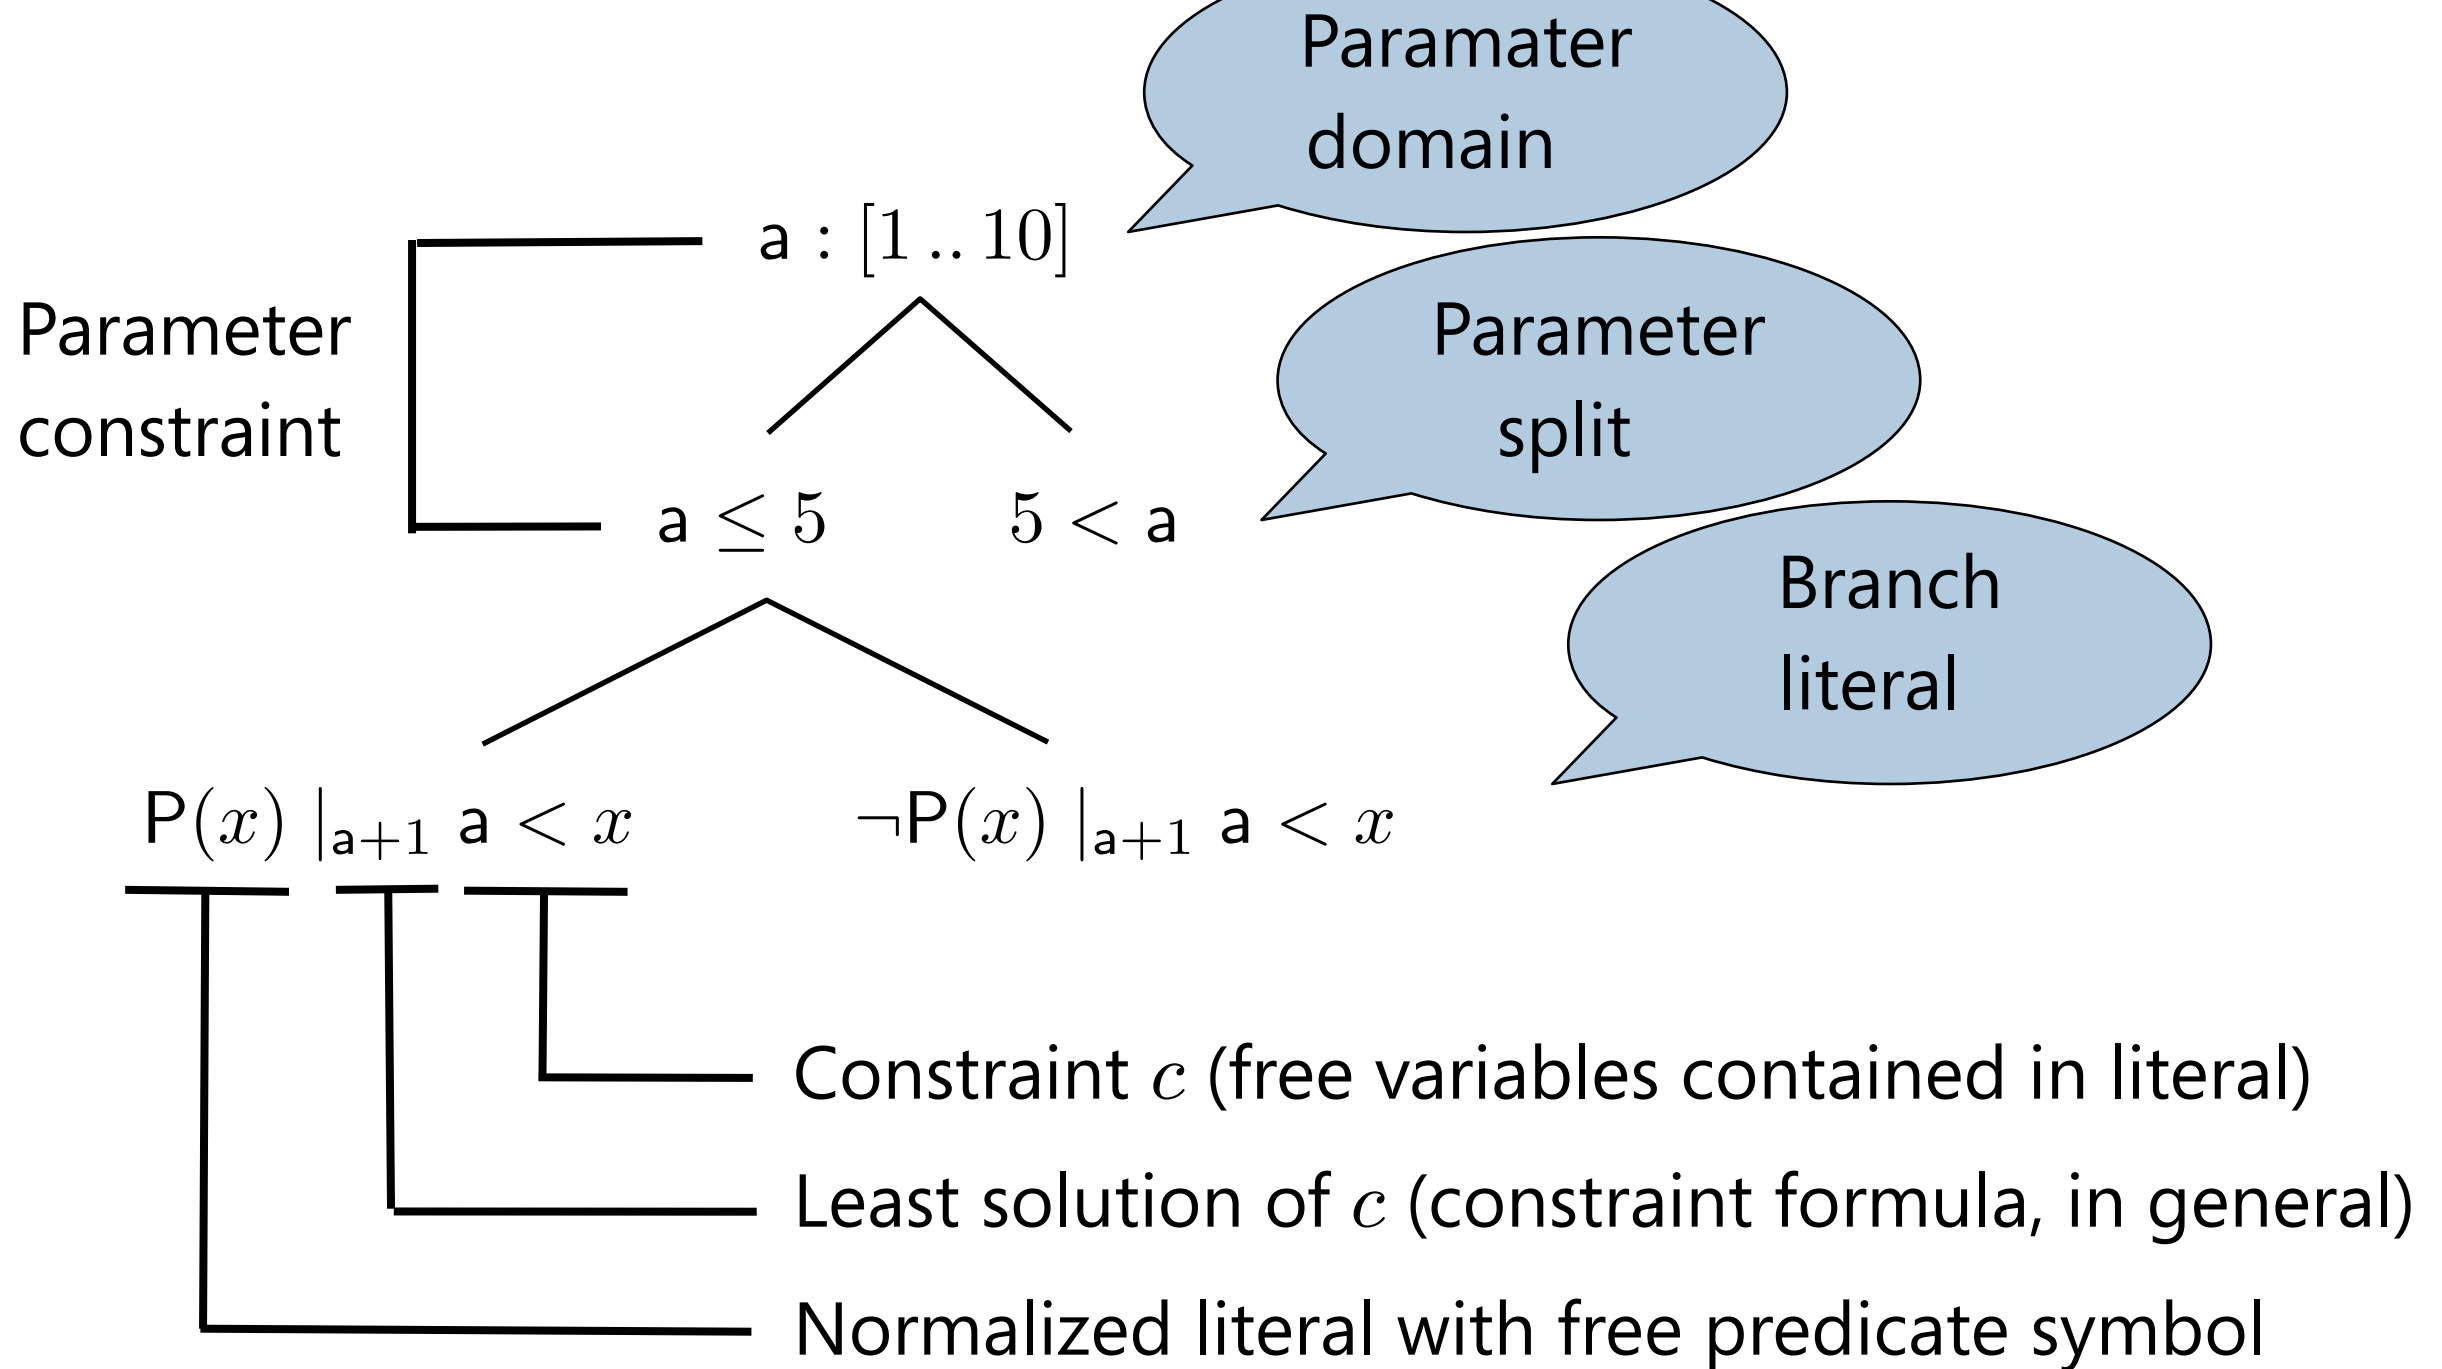 Paramater
domain
a : [1 .. 10]
Parameter
constraint
Parameter
split
a ≤ 5
5 < a
Branch
literal
P(x) |ₐ₊₁ a < x
¬P(x) |ₐ₊₁ a < x
Constraint c (free variables contained in literal)
Least solution of c (constraint formula, in general)
Normalized literal with free predicate symbol